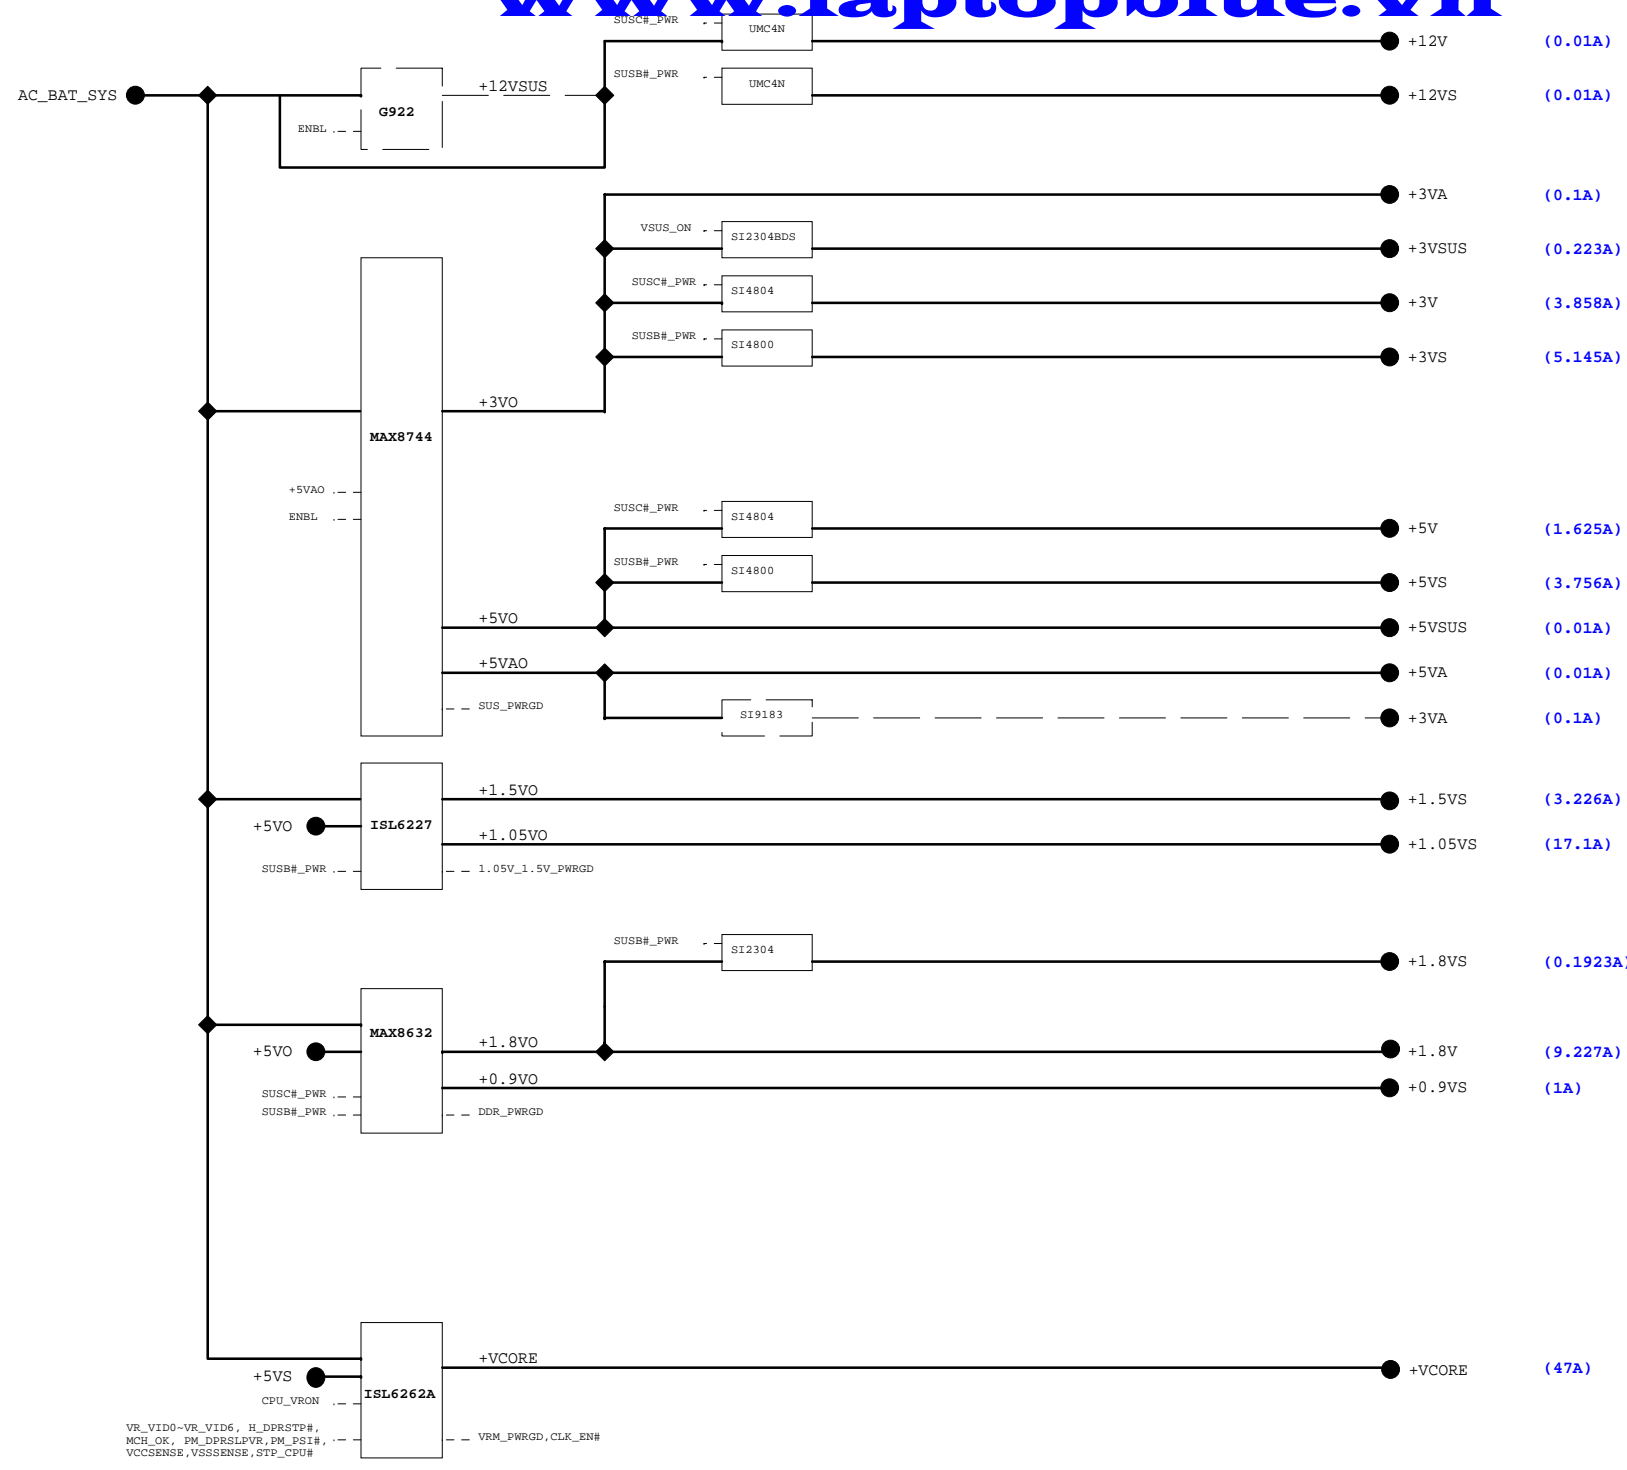 www.laptopblue.vn
SUSC#_PWR
UMC4N
+12V (0.01A)
SUSB#_PWR
UMC4N
AC_BAT_SYS
+12VSUS
+12VS (0.01A)
G922
ENBL
+3VA (0.1A)
VSUS_ON
SI2304BDS
+3VSUS (0.223A)
SUSC#_PWR
SI4804
+3V (3.858A)
SUSB#_PWR
SI4800
+3VS (5.145A)
+3VO
MAX8744
+5VAO
ENBL
SUSC#_PWR
SI4804
+5V (1.625A)
SUSB#_PWR
SI4800
+5VS (3.756A)
+5VO
+5VSUS (0.01A)
+5VAO
+5VA (0.01A)
SUS_PWRGD
SI9183
+3VA (0.1A)
+1.5VO
+1.5VS (3.226A)
+5VO
ISL6227
+1.05VO
+1.05VS (17.1A)
SUSB#_PWR
1.05V_1.5V_PWRGD
SUSB#_PWR
SI2304
+1.8VS (0.1923A)
MAX8632
+5VO
+1.8VO
+1.8V (9.227A)
+0.9VO
+0.9VS (1A)
SUSC#_PWR
SUSB#_PWR
DDR_PWRGD
+VCORE
+VCORE (47A)
+5VS
ISL6262A
CPU_VRON
VR_VID0~VR_VID6, H_DPRSTP#,
MCH_OK, PM_DPRSLPVR,PM_PSI#,
VCCSENSE,VSSSENSE,STP_CPU#
VRM_PWRGD,CLK_EN#